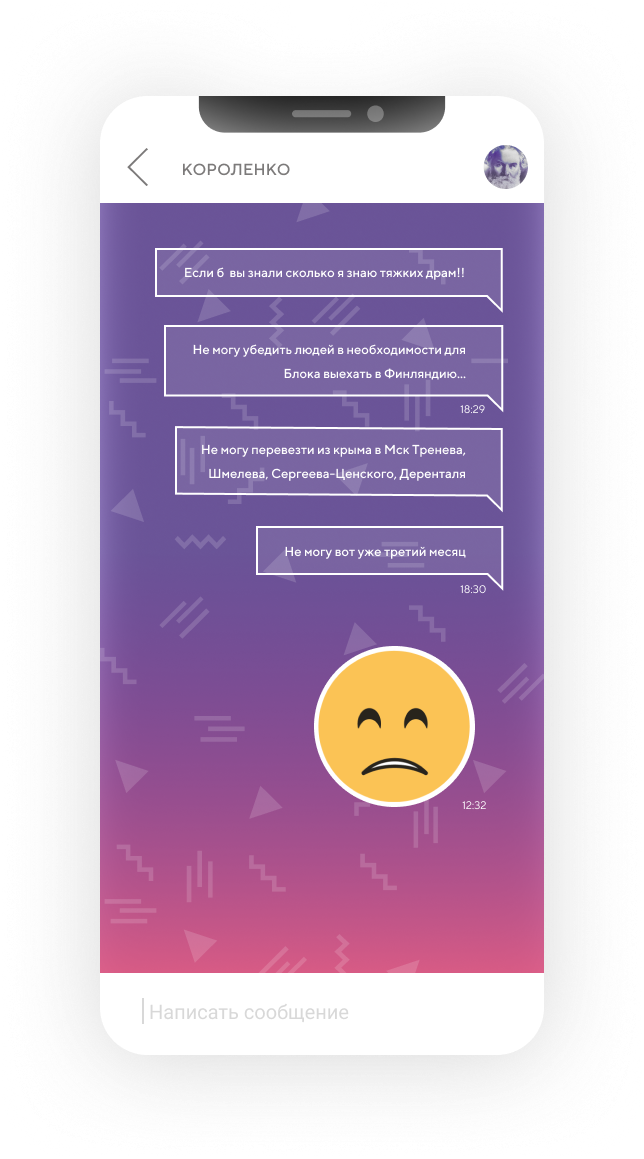 КОРОЛЕНКО
Если б вы знали сколько я знаю тяжких драм!!
Не могу убедить людей в необходимости для
Блока выехать в Финляндию...
18:29
Не могу перевезти из крыма в Мск Тренева,
Шмелева, Сергеева-Ценского, Деренталя
Не могу вот уже третий месяц
18:30
12:32
Написать сообщение